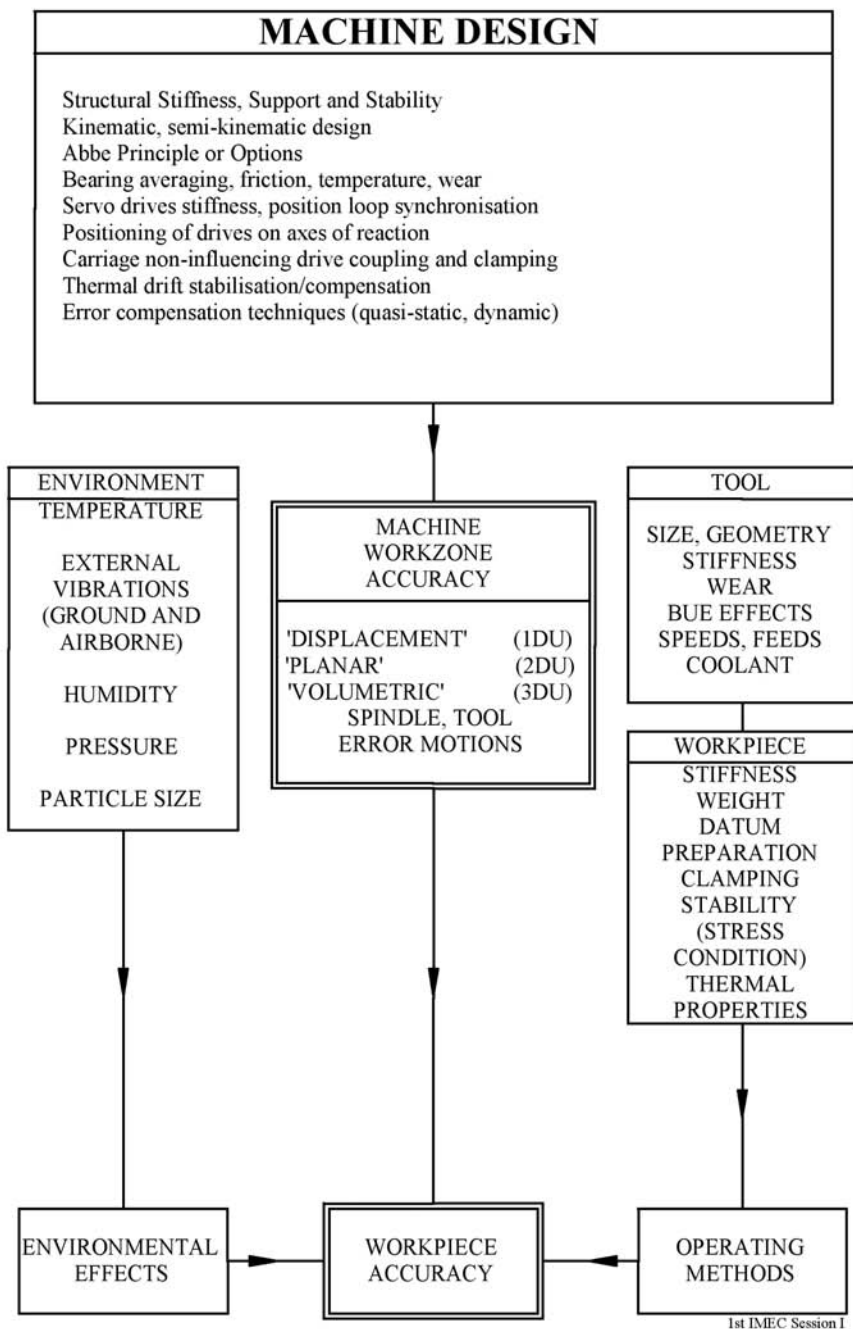 MACHINE DESIGN
Structural Stiffness, Support and Stability
Kinematic, semi-kinematic design
Abbe Principle or Options
Bearing averaging, friction, temperature, wear
Servo drives stiffness, position loop synchronisation
Positioning of drives on axes of reaction
Carriage non-influencing drive coupling and clamping
Thermal drift stabilisation/compensation
Error compensation techniques (quasi-static, dynamic)
ENVIRONMENT
TEMPERATURE
EXTERNAL
VIBRATIONS
(GROUND AND
AIRBORNE)
HUMIDITY
PRESSURE
PARTICLE SIZE
MACHINE
WORKZONE
ACCURACY
'DISPLACEMENT' (1DU)
'PLANAR' (2DU)
'VOLUMETRIC' (3DU)
SPINDLE, TOOL
ERROR MOTIONS
TOOL
SIZE, GEOMETRY
STIFFNESS
WEAR
BUE EFFECTS
SPEEDS, FEEDS
COOLANT
WORKPIECE
STIFFNESS
WEIGHT
DATUM
PREPARATION
CLAMPING
STABILITY
(STRESS
CONDITION)
THERMAL
PROPERTIES
ENVIRONMENTAL
EFFECTS
WORKPIECE
ACCURACY
OPERATING
METHODS
1st IMEC Session I